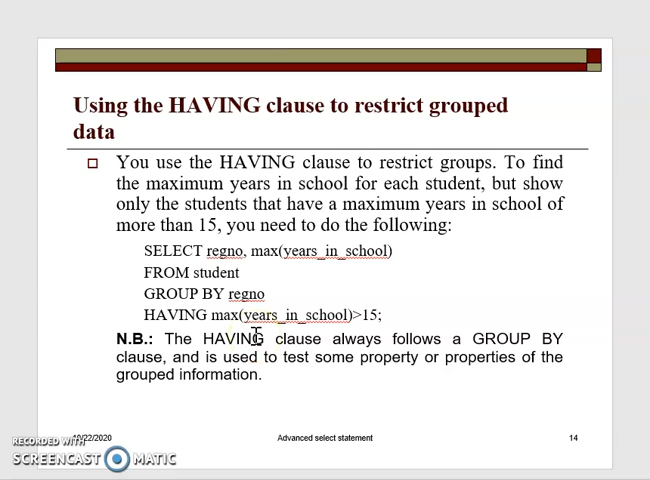 Using the HAVING clause to restrict grouped
data
You use the HAVING clause to restrict groups. To find
the maximum years in school for each student, but show
only the students that have a maximum years in school of
more than 15, you need to do the following:
SELECT regno, max(years_in_school)
FROM student
GROUP BY regno
HAVING max(years_in_school)>15;
N.B.: The HAVING clause always follows a GROUP BY
clause, and is used to test some property or properties of the
grouped information.
10/22/2020 Advanced select statement 14
RECORDED WITH
SCREENCAST MATIC